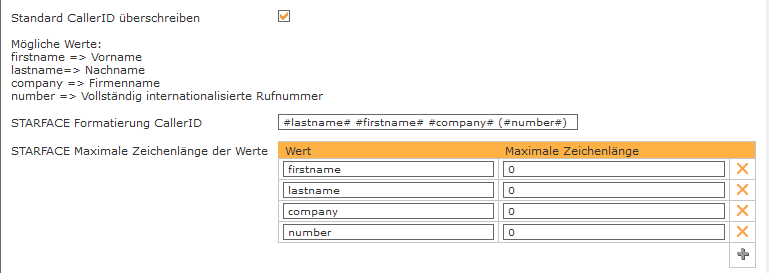 Standard CallerID überschreiben
Mögliche Werte:
firstname => Vorname
lastname=> Nachname
company => Firmenname
number => Vollständig internationalisierte Rufnummer
STARFACE Formatierung CallerID #lastname# #firstname# #company# (#number#)
STARFACE Maximale Zeichenlänge der Werte Wert Maximale Zeichenlänge
firstname 0
lastname 0
company 0
number 0